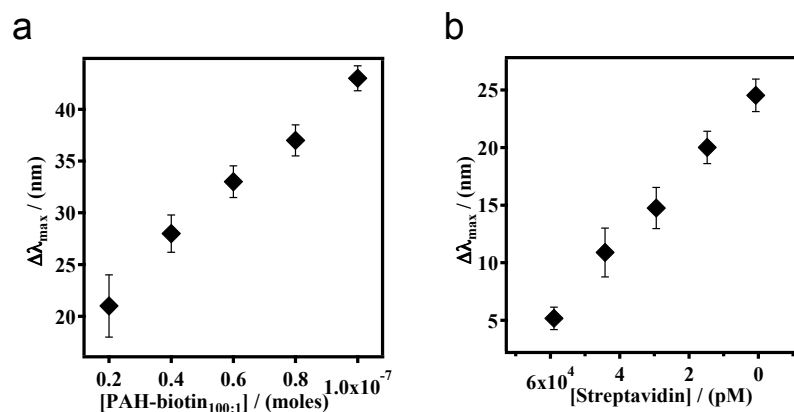 a
b
Δλmax / (nm)
40
35
30
25
20
0.2 0.4 0.6 0.8 1.0x10-7
[PAH-biotin100:1] / (moles)
Δλmax / (nm)
25
20
15
10
5
6x104 4 2 0
[Streptavidin] / (pM)